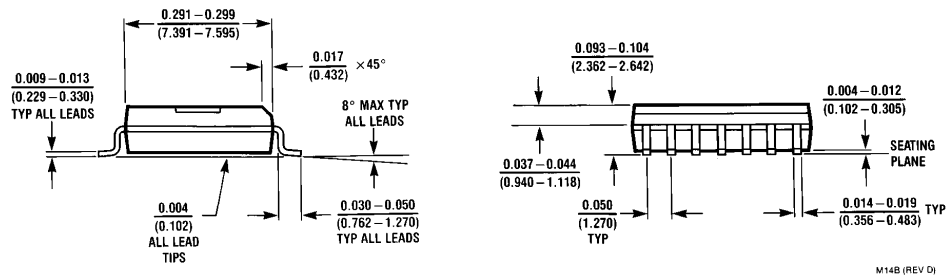 0.291 – 0.299
(7.391 – 7.595)
0.017
(0.432) ×45°
0.009 – 0.013
(0.229 – 0.330)
TYP ALL LEADS
8° MAX TYP
ALL LEADS
0.004
(0.102)
ALL LEAD
TIPS
0.030 – 0.050
(0.762 – 1.270)
TYP ALL LEADS
0.093 – 0.104
(2.362 – 2.642)
0.004 – 0.012
(0.102 – 0.305)
0.037 – 0.044
(0.940 – 1.118)
SEATING
PLANE
0.050
(1.270)
TYP
0.014 – 0.019
(0.356 – 0.483) TYP
M14B (REV D)